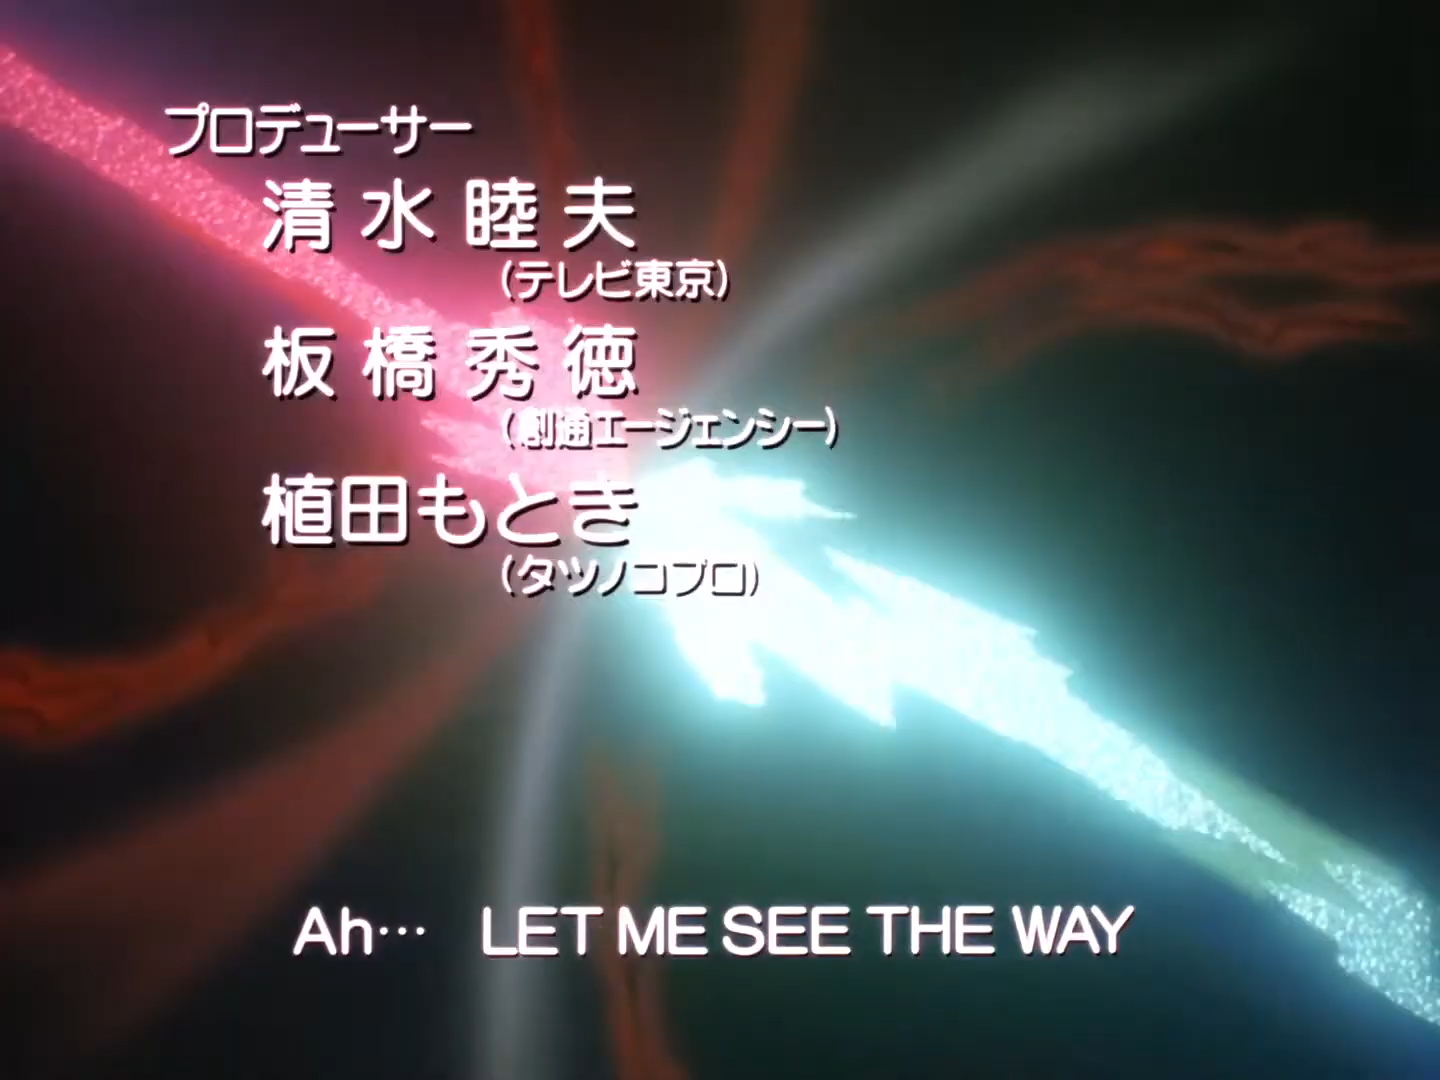 プロデューサー
清水睦夫
(テレビ東京)
板橋秀徳
(創通エージェンシー)
植田もとき
(タツノコプロ)
Ah… LET ME SEE THE WAY